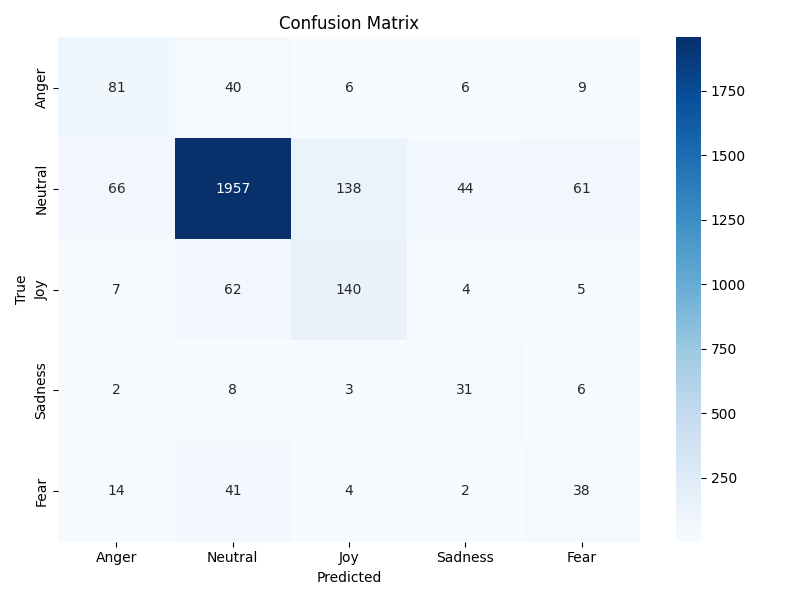 Confusion Matrix
Anger 81 40 6 6 9
Neutral 66 1957 138 44 61
Joy 7 62 140 4 5
Sadness 2 8 3 31 6
Fear 14 41 4 2 38
Anger Neutral Joy Sadness Fear
True
Predicted
1750
1500
1250
1000
750
500
250